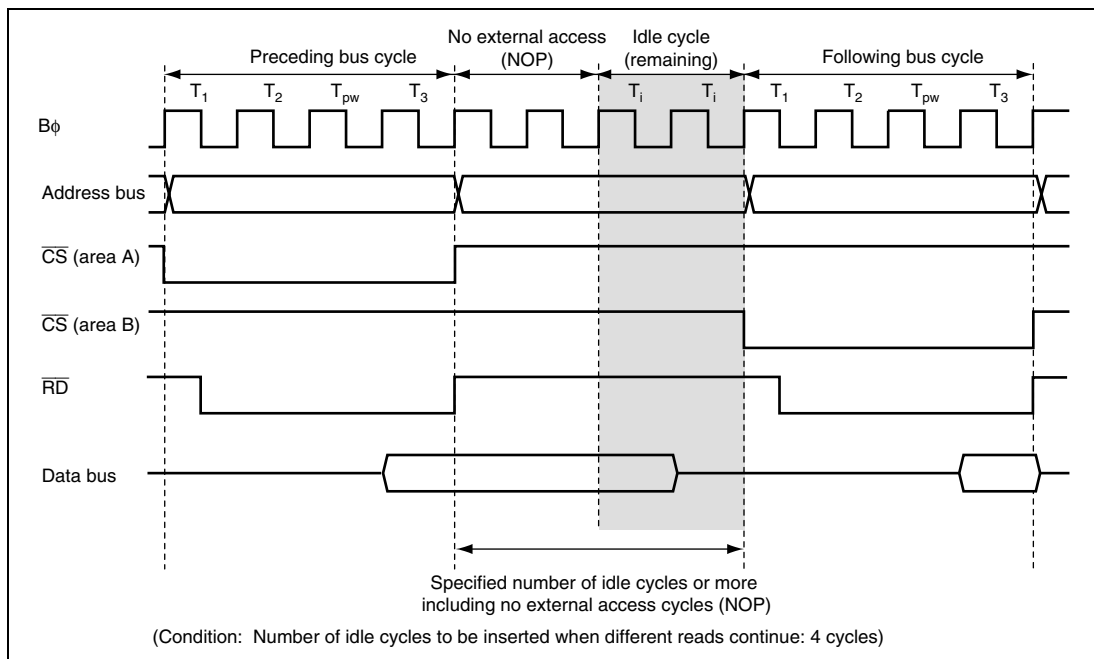 No external access Idle cycle
Preceding bus cycle (NOP) (remaining) Following bus cycle
T1 T2 Tpw T3 Ti Ti T1 T2 Tpw T3
Bϕ
Address bus
C̅S̅ (area A)
C̅S̅ (area B)
R̅D̅
Data bus
Specified number of idle cycles or more
including no external access cycles (NOP)
(Condition: Number of idle cycles to be inserted when different reads continue: 4 cycles)